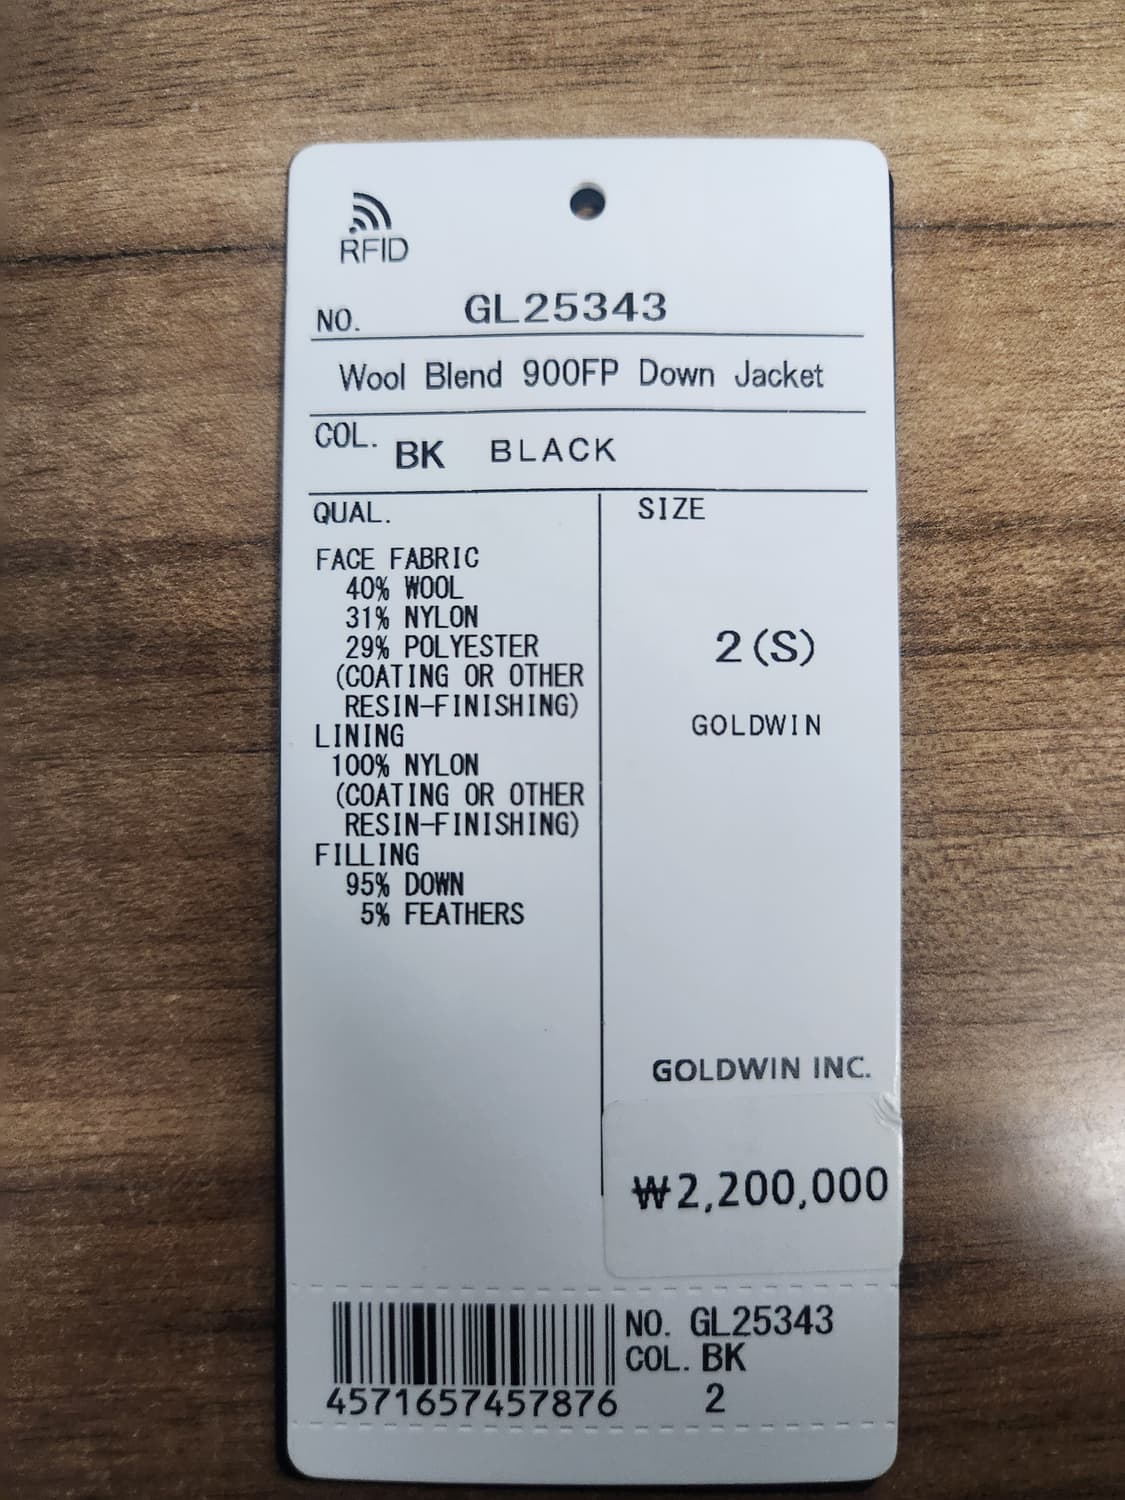 RFID
NO. GL25343
Wool Blend 900FP Down Jacket
COL. BK BLACK
QUAL.
FACE FABRIC
40% WOOL
31% NYLON
29% POLYESTER
(COATING OR OTHER
RESIN-FINISHING)
LINING
100% NYLON
(COATING OR OTHER
RESIN-FINISHING)
FILLING
95% DOWN
5% FEATHERS
SIZE
2(S)
GOLDWIN
GOLDWIN INC.
₩2,200,000
4571657457876
NO. GL25343
COL. BK
2